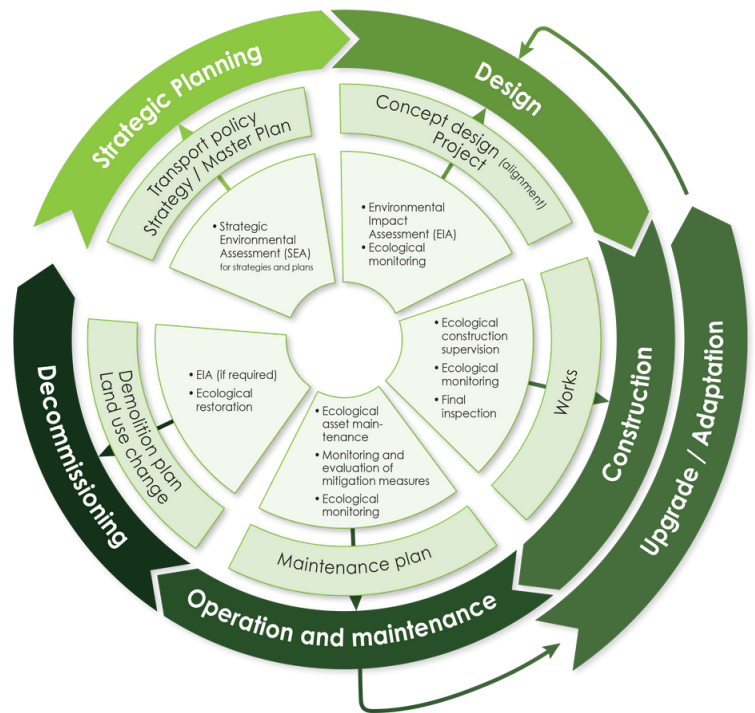 Strategic Planning
Transport policy
Strategy / Master Plan
• Strategic
Environmental
Assessment (SEA)
for strategies and plans
Design
Concept design (alignment)
Project
• Environmental
Impact
Assessment (EIA)
• Ecological
monitoring
Construction
Works
• Ecological
construction
supervision
• Ecological
monitoring
• Final
inspection
Upgrade / Adaptation
Operation and maintenance
Maintenance plan
• Ecological
asset main-
tenance
• Monitoring and
evaluation of
mitigation measures
• Ecological
monitoring
Decommissioning
Demolition plan
Land use change
• EIA (if required)
• Ecological
restoration